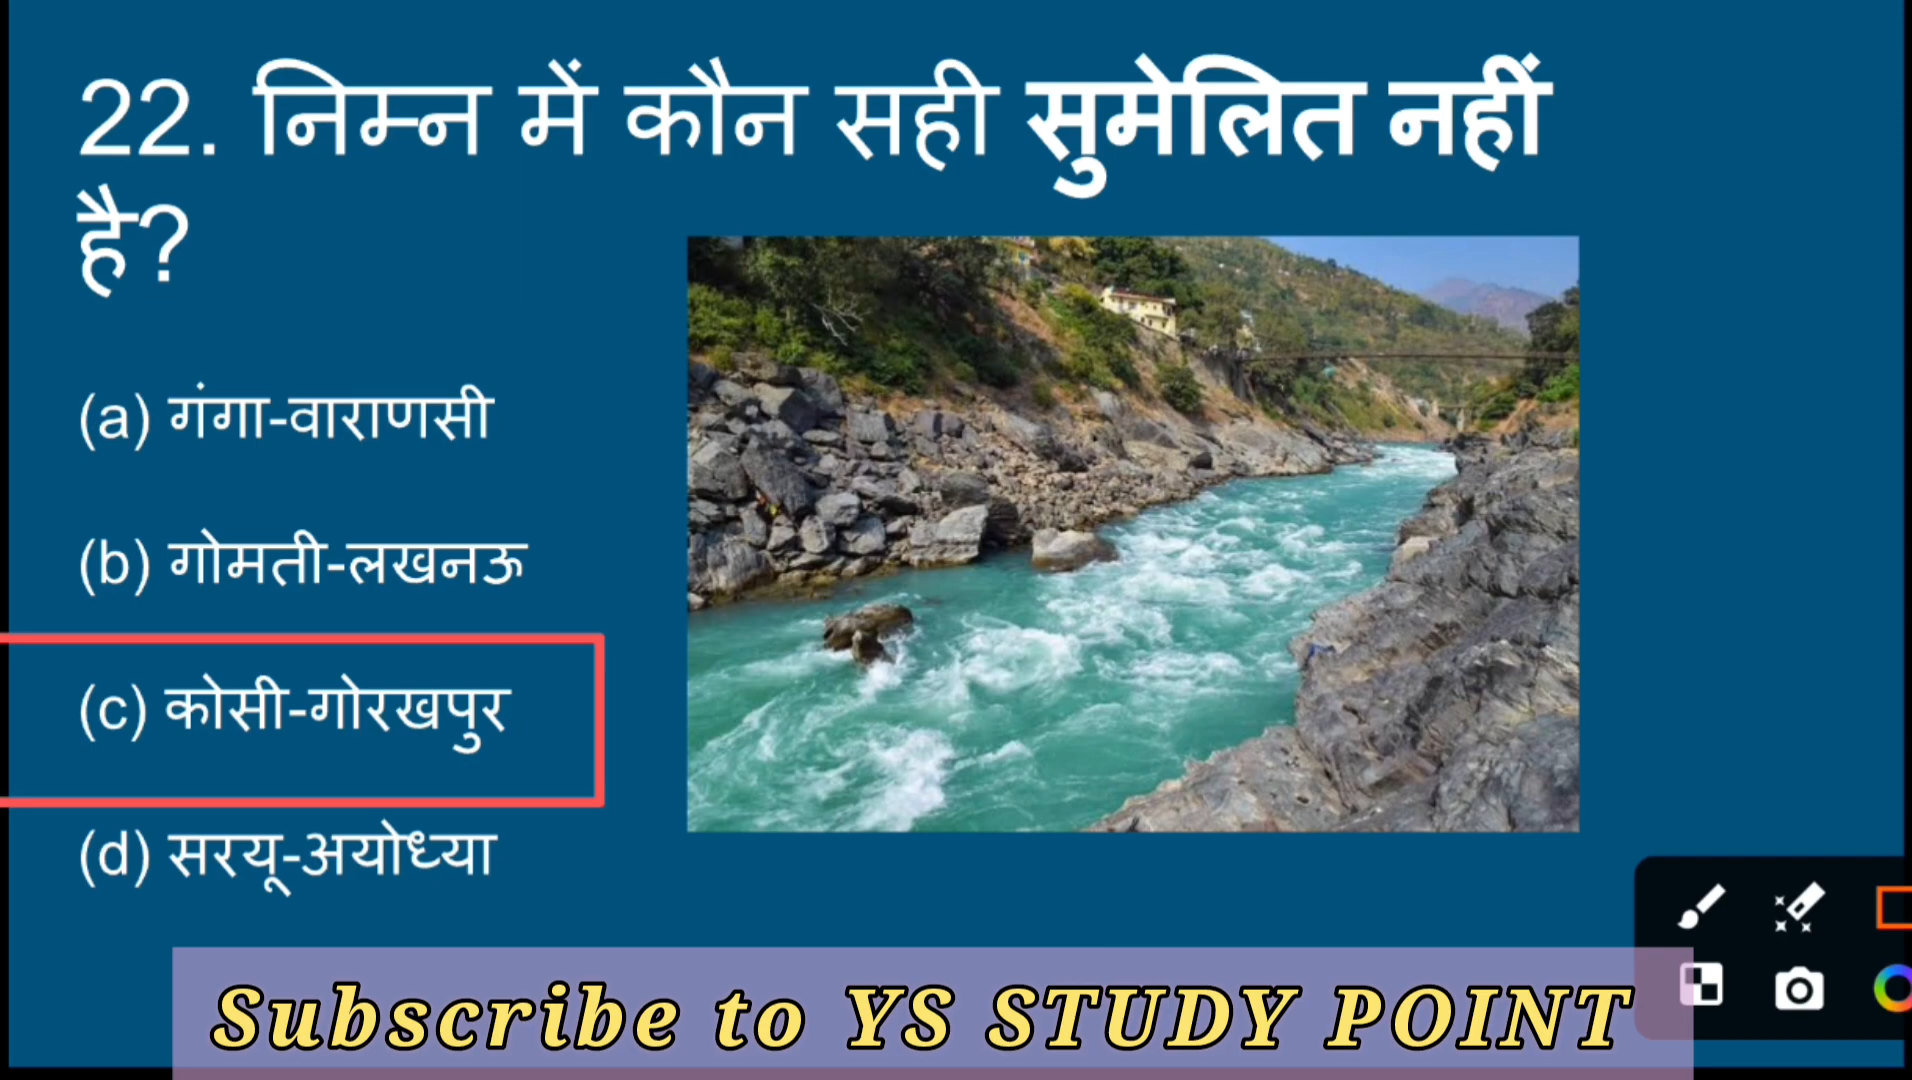 22. निम्न में कौन सही सुमेलित नहीं
है?
(a) गंगा-वाराणसी
(b) गोमती-लखनऊ
(c) कोसी-गोरखपुर
(d) सरयू-अयोध्या
Subscribe to YS STUDY POINT